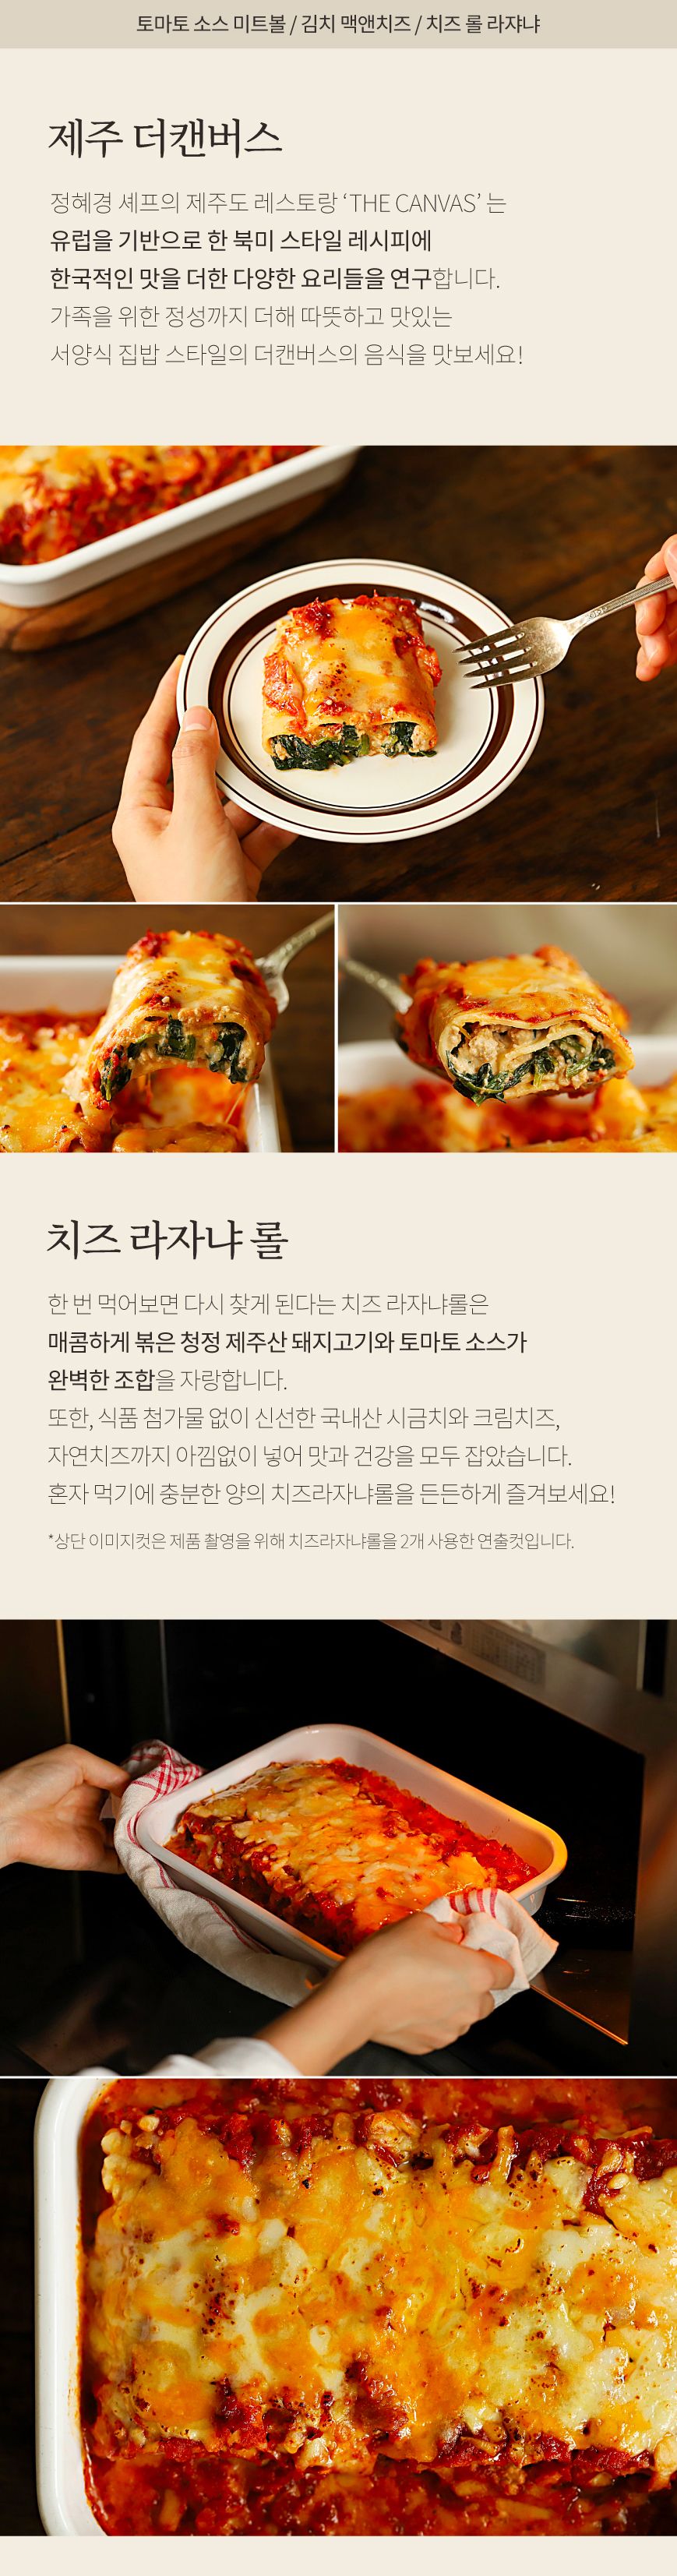 토마토 소스 미트볼 / 김치 맥앤치즈 / 치즈 롤 라쟈냐
제주 더캔버스
정혜경 셰프의 제주도 레스토랑 ‘THE CANVAS’ 는
유럽을 기반으로 한 북미 스타일 레시피에
한국적인 맛을 더한 다양한 요리들을 연구합니다.
가족을 위한 정성까지 더해 따뜻하고 맛있는
서양식 집밥 스타일의 더캔버스의 음식을 맛보세요!
치즈 라자냐 롤
한 번 먹어보면 다시 찾게 된다는 치즈 라자냐롤은
매콤하게 볶은 청정 제주산 돼지고기와 토마토 소스가
완벽한 조합을 자랑합니다.
또한, 식품 첨가물 없이 신선한 국내산 시금치와 크림치즈,
자연치즈까지 아낌없이 넣어 맛과 건강을 모두 잡았습니다.
혼자 먹기에 충분한 양의 치즈라자냐롤을 든든하게 즐겨보세요!
*상단 이미지컷은 제품 촬영을 위해 치즈라자냐롤을 2개 사용한 연출컷입니다.